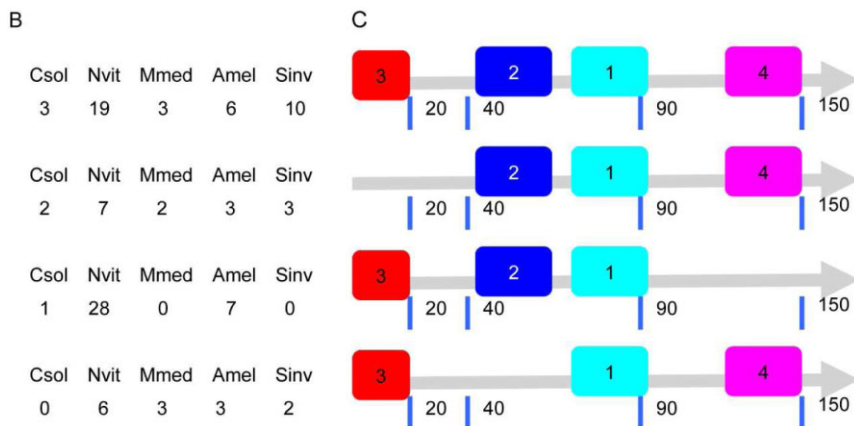 B
C
Csol Nvit Mmed Amel Sinv
3 19 3 6 10
3 2 1 4
20 40 90 150
Csol Nvit Mmed Amel Sinv
2 7 2 3 3
2 1 4
20 40 90 150
Csol Nvit Mmed Amel Sinv
1 28 0 7 0
3 2 1
20 40 90 150
Csol Nvit Mmed Amel Sinv
0 6 3 3 2
3 1 4
20 40 90 150